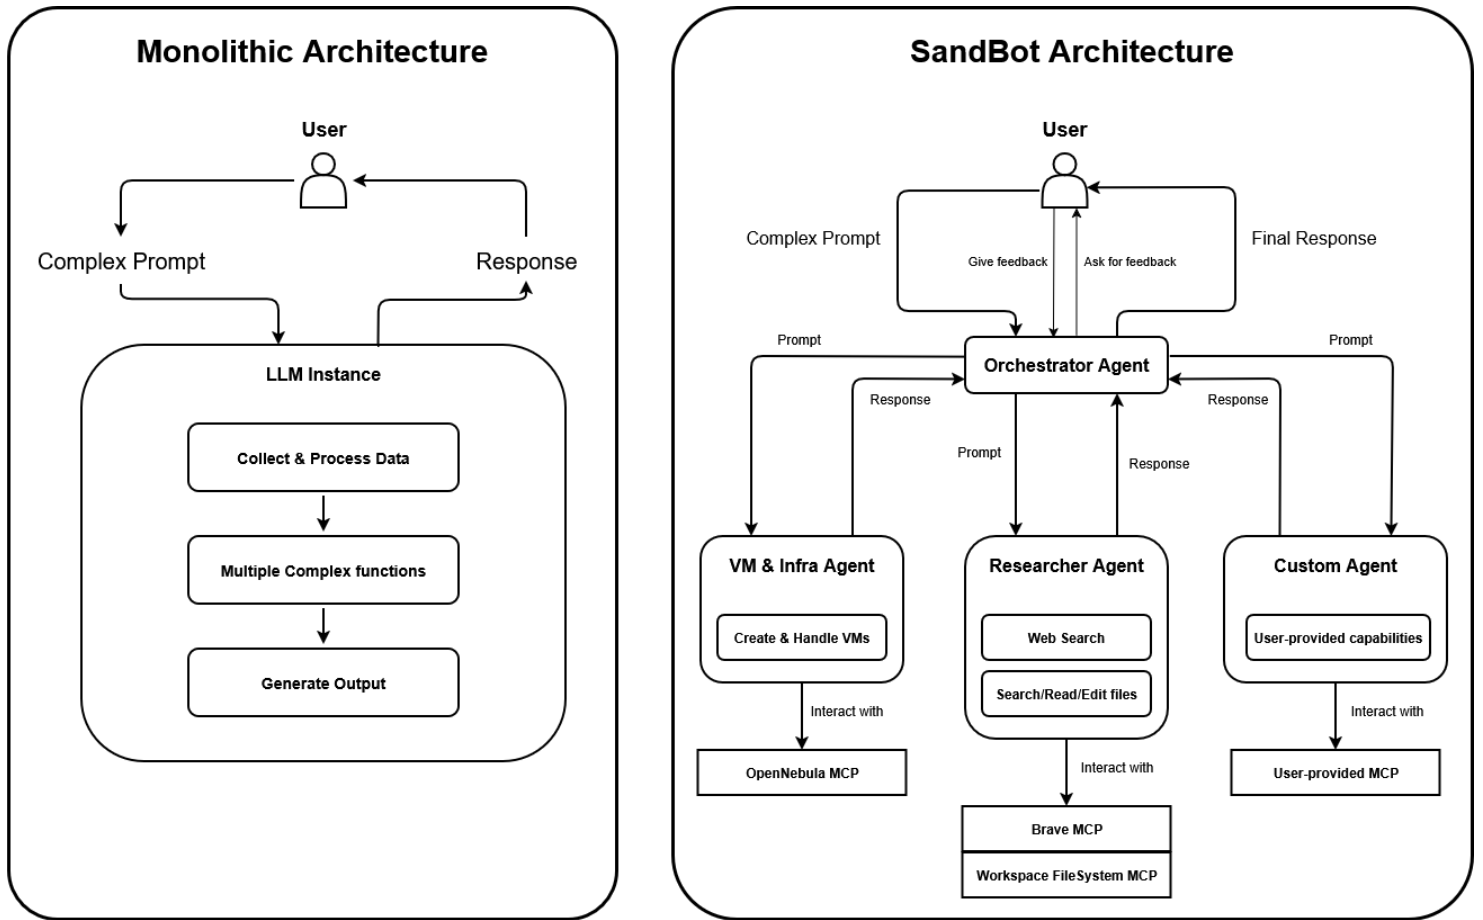 Monolithic Architecture
User
Complex Prompt
Response
LLM Instance
Collect & Process Data
Multiple Complex functions
Generate Output
SandBot Architecture
User
Complex Prompt
Give feedback
Ask for feedback
Final Response
Orchestrator Agent
Prompt
Response
Prompt
Response
Response
Prompt
VM & Infra Agent
Create & Handle VMs
Interact with
OpenNebula MCP
Researcher Agent
Web Search
Search/Read/Edit files
Interact with
Brave MCP
Workspace FileSystem MCP
Custom Agent
User-provided capabilities
Interact with
User-provided MCP